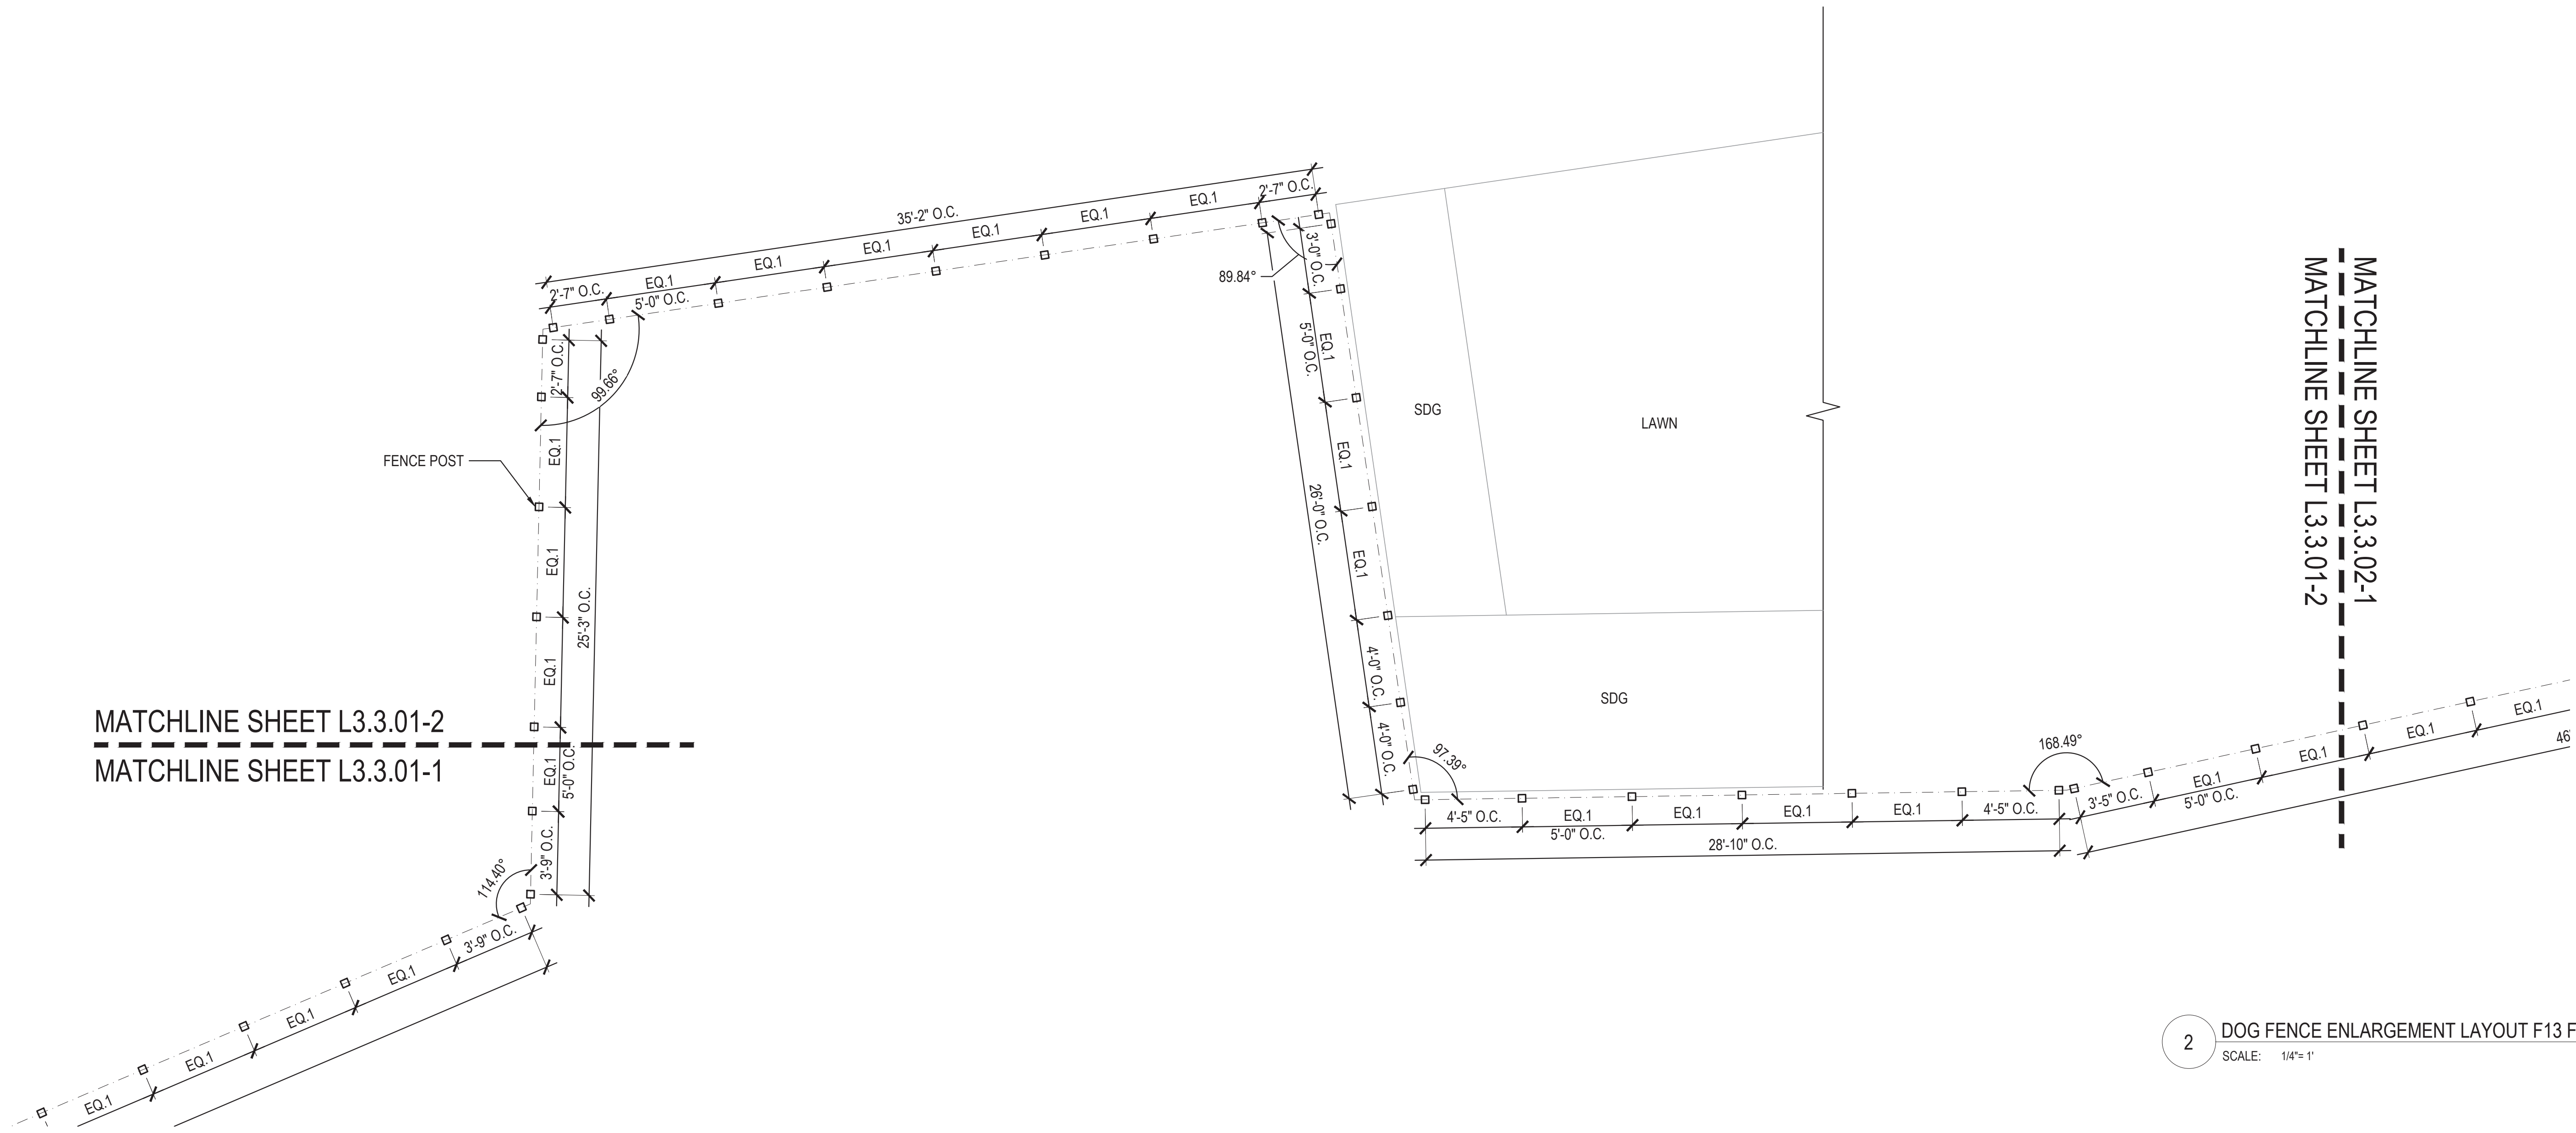 35'-2" O.C.
2'-7" O.C.
EQ.1
5'-0" O.C.
EQ.1
EQ.1
EQ.1
EQ.1
EQ.1
2'-7" O.C.
2'-7" O.C.
99.66°
EQ.1
EQ.1
EQ.1
EQ.1
5'-0" O.C.
3'-9" O.C.
25'-3" O.C.
FENCE POST
MATCHLINE SHEET L3.3.01-2
MATCHLINE SHEET L3.3.01-1
114.40°
3'-9" O.C.
EQ.1
EQ.1
EQ.1
EQ.1
89.84°
3'-0" O.C.
EQ.1
5'-0" O.C.
EQ.1
EQ.1
4'-0" O.C.
4'-0" O.C.
26'-0" O.C.
97.39°
SDG
LAWN
SDG
4'-5" O.C.
EQ.1
5'-0" O.C.
EQ.1
EQ.1
EQ.1
4'-5" O.C.
28'-10" O.C.
168.49°
3'-5" O.C.
EQ.1
5'-0" O.C.
EQ.1
EQ.1
EQ.1
46'
MATCHLINE SHEET L3.3.02-1
MATCHLINE SHEET L3.3.01-2
2
DOG FENCE ENLARGEMENT LAYOUT F13 F
SCALE: 1/4"= 1'